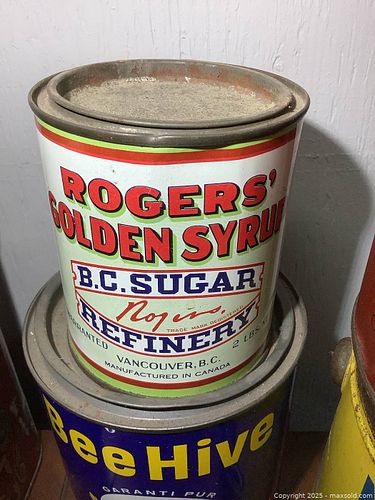 ROGERS'
GOLDEN SYRUP
B.C. SUGAR
Rogers,
TRADE MARK REGISTERED
REFINERY
2 LBS.
VANCOUVER, B.C.
MANUFACTURED IN CANADA
BeeHive
GARANTI PUR
Copyright 2025 - maxsold.com